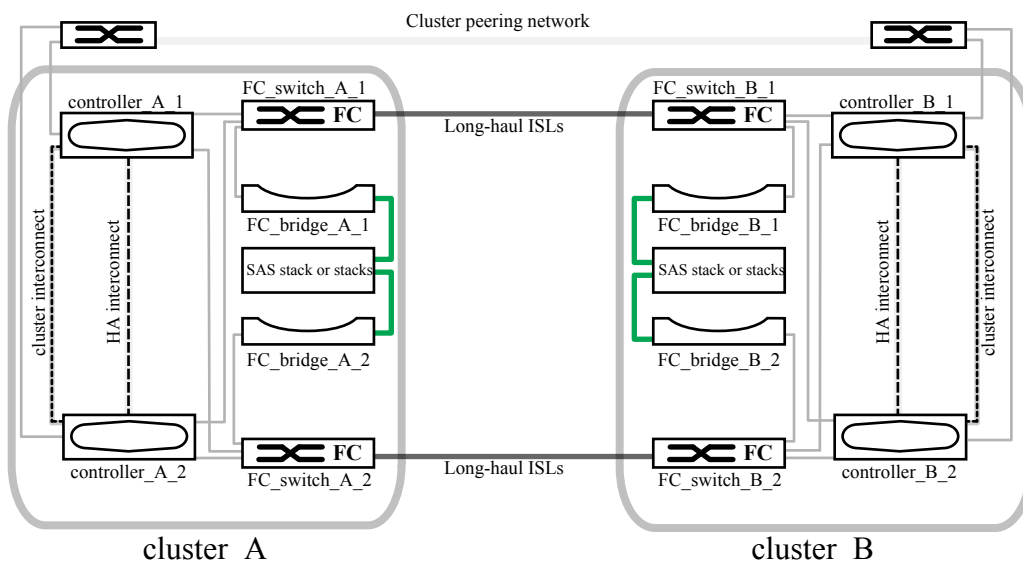 Cluster peering network
controller_A_1
FC_switch_A_1
FC
Long-haul ISLs
FC_switch_B_1
FC
controller_B_1
FC_bridge_A_1
SAS stack or stacks
FC_bridge_A_2
FC_bridge_B_1
SAS stack or stacks
FC_bridge_B_2
cluster interconnect
HA interconnect
HA interconnect
cluster interconnect
controller_A_2
FC
FC_switch_A_2
Long-haul ISLs
FC
FC_switch_B_2
controller_B_2
cluster_A
cluster_B